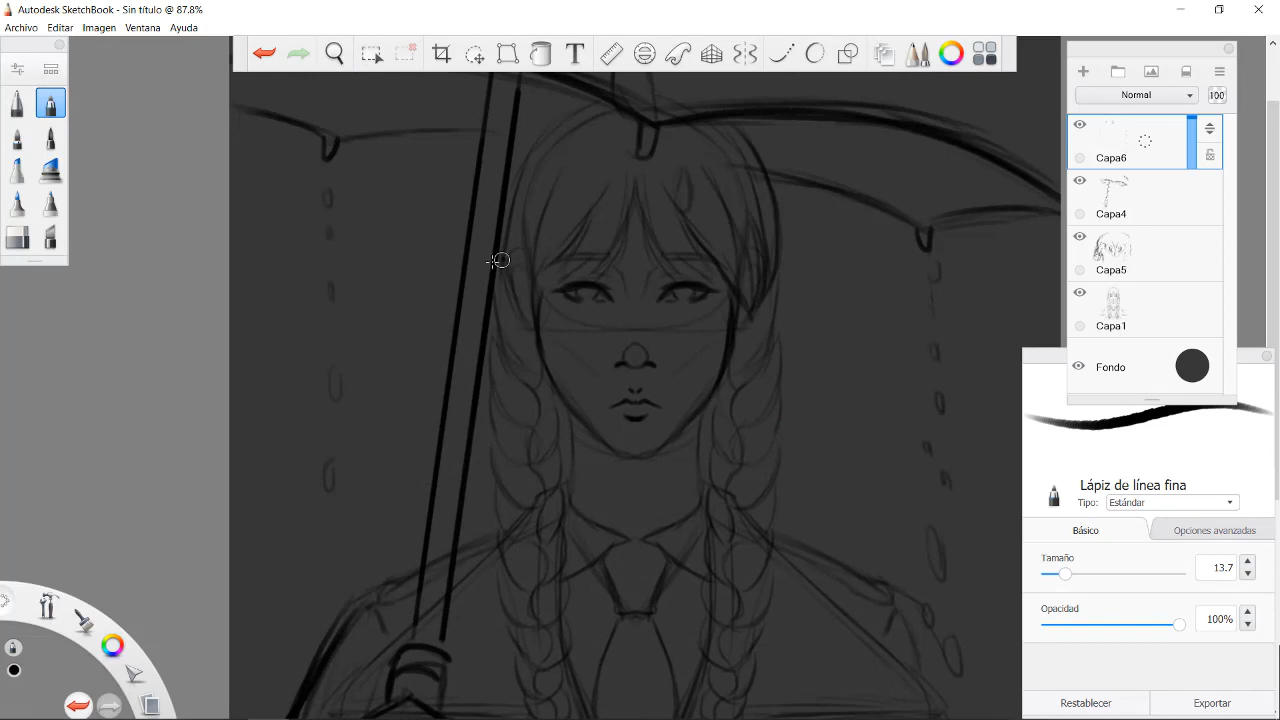 Autodesk SketchBook - Sin título @ 87.8%
Archivo Editar Imagen Ventana Ayuda
T
Normal 100
Capa6
Capa4
Capa5
Capa1
Fondo
Lápiz de línea fina
Tipo: Estándar
Básico Opciones avanzadas
Tamaño
13.7
Opacidad
100%
Restablecer Exportar